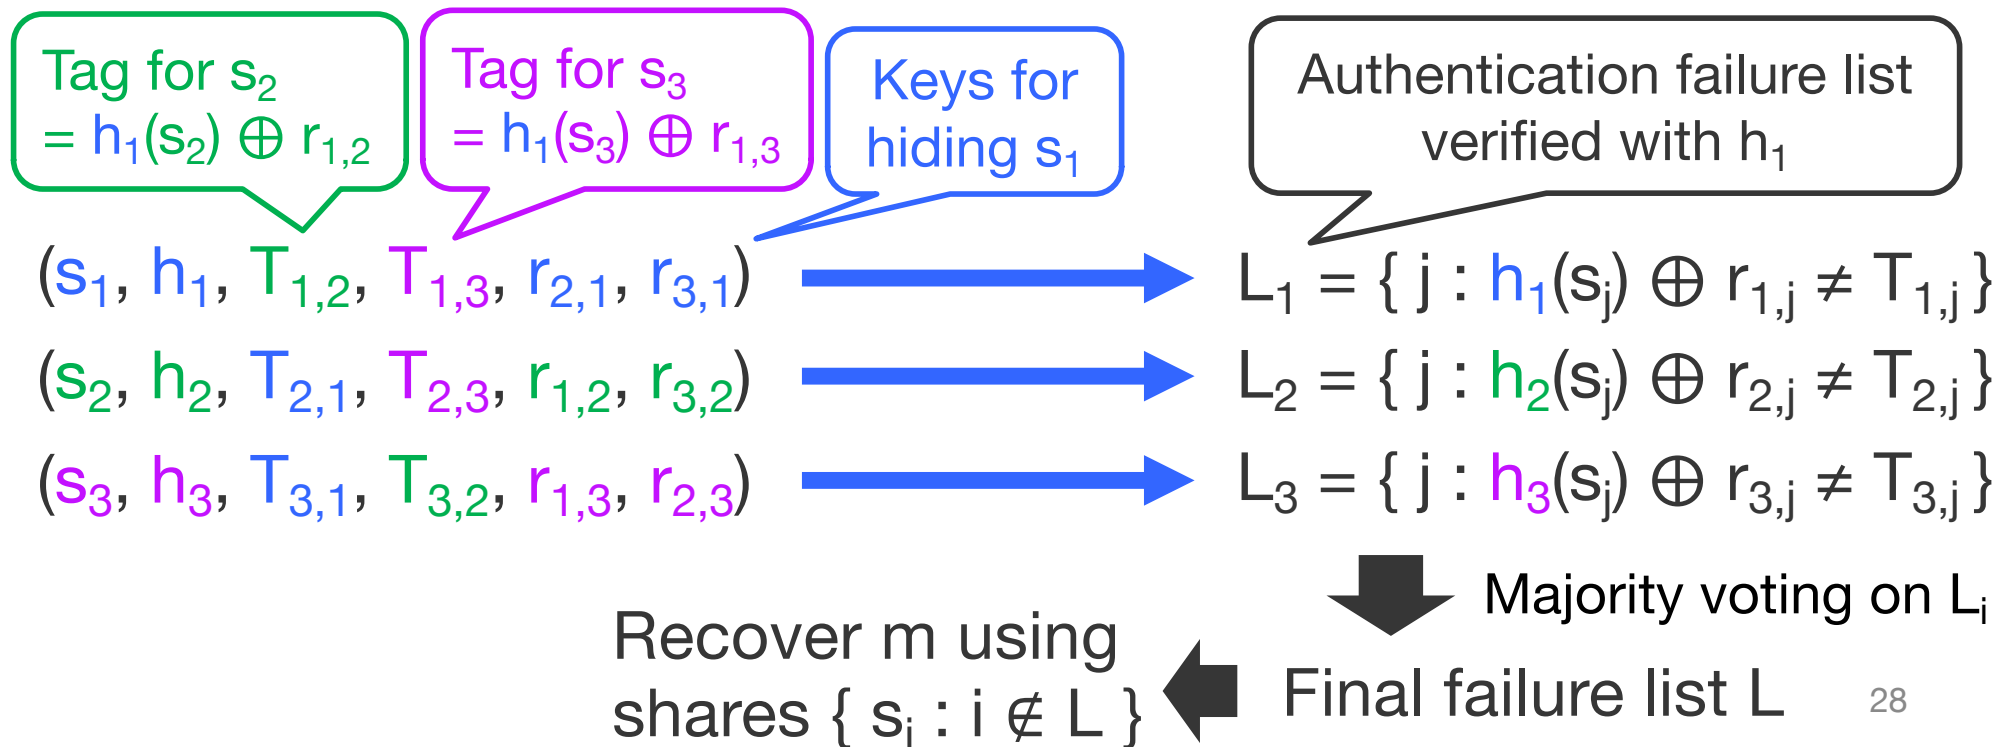 Tag for s₂
= h₁(s₂) ⊕ r₁,₂
Tag for s₃
= h₁(s₃) ⊕ r₁,₃
Keys for
hiding s₁
Authentication failure list
verified with h₁
(s₁, h₁, T₁,₂, T₁,₃, r₂,₁, r₃,₁)
L₁ = { j : h₁(sⱼ) ⊕ r₁,ⱼ ≠ T₁,ⱼ }
(s₂, h₂, T₂,₁, T₂,₃, r₁,₂, r₃,₂)
L₂ = { j : h₂(sⱼ) ⊕ r₂,ⱼ ≠ T₂,ⱼ }
(s₃, h₃, T₃,₁, T₃,₂, r₁,₃, r₂,₃)
L₃ = { j : h₃(sⱼ) ⊕ r₃,ⱼ ≠ T₃,ⱼ }
Majority voting on Lᵢ
Final failure list L
Recover m using
shares { sᵢ : i ∉ L }
28